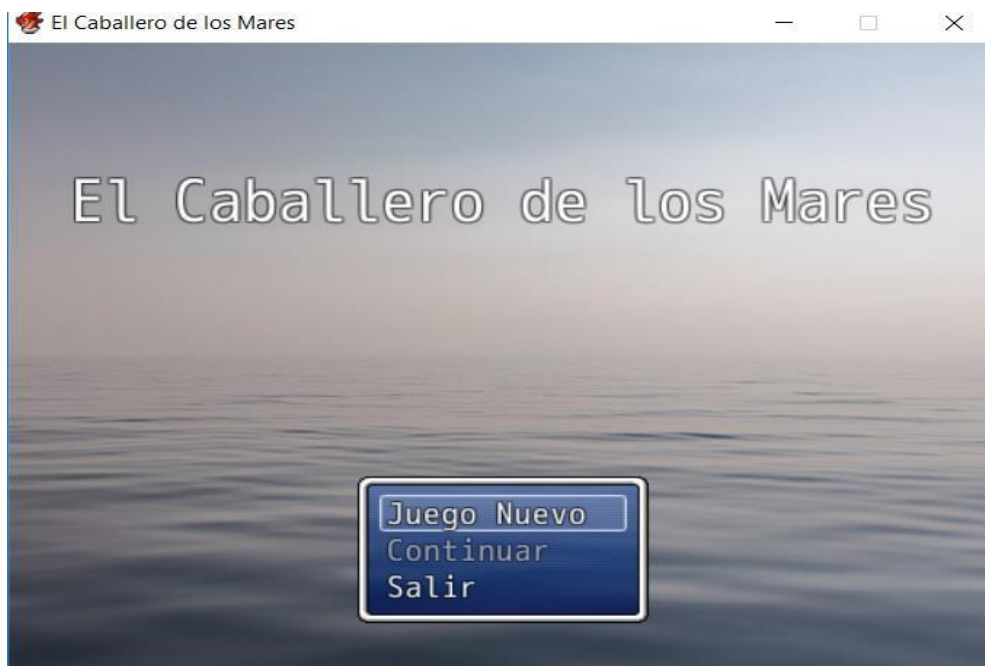 El Caballero de los Mares
El Caballero de los Mares
Juego Nuevo
Continuar
Salir